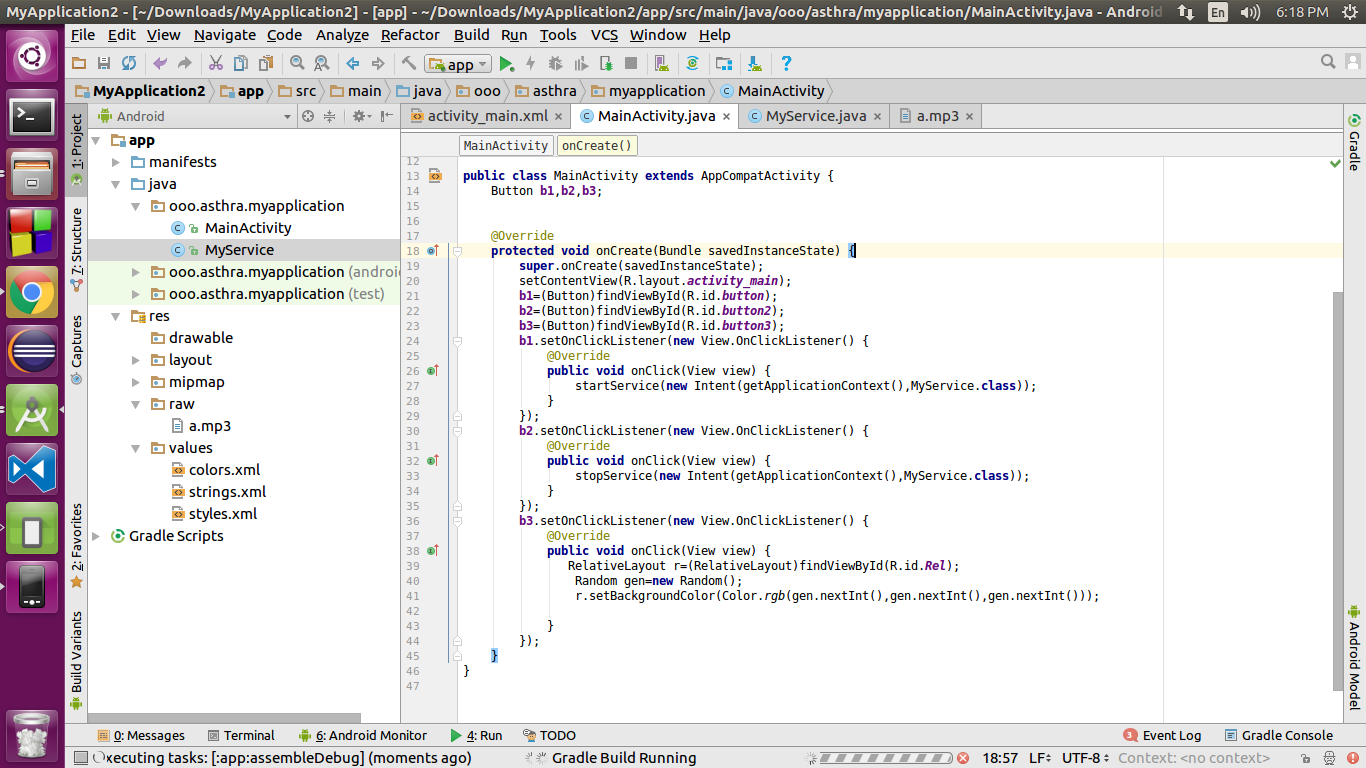 MyApplication2 - [~/Downloads/MyApplication2] - [app] - ~/Downloads/MyApplication2/app/src/main/java/ooo/asthra/myapplication/MainActivity.java - Android
En
6:18 PM
File Edit View Navigate Code Analyze Refactor Build Run Tools VCS Window Help
app
MyApplication2 app src main java ooo asthra myapplication MainActivity
1: Project
7: Structure
Captures
2: Favorites
Build Variants
Android
app
manifests
java
ooo.asthra.myapplication
MainActivity
MyService
ooo.asthra.myapplication (androi
ooo.asthra.myapplication (test)
res
drawable
layout
mipmap
raw
a.mp3
values
colors.xml
strings.xml
styles.xml
Gradle Scripts
activity_main.xml MainActivity.java MyService.java a.mp3
MainActivity onCreate()
12
13 public class MainActivity extends AppCompatActivity {
14 Button b1,b2,b3;
15
16
17 @Override
18 protected void onCreate(Bundle savedInstanceState) {
19 super.onCreate(savedInstanceState);
20 setContentView(R.layout.activity_main);
21 b1=(Button)findViewById(R.id.button);
22 b2=(Button)findViewById(R.id.button2);
23 b3=(Button)findViewById(R.id.button3);
24 b1.setOnClickListener(new View.OnClickListener() {
25 @Override
26 public void onClick(View view) {
27 startService(new Intent(getApplicationContext(),MyService.class));
28 }
29 });
30 b2.setOnClickListener(new View.OnClickListener() {
31 @Override
32 public void onClick(View view) {
33 stopService(new Intent(getApplicationContext(),MyService.class));
34 }
35 });
36 b3.setOnClickListener(new View.OnClickListener() {
37 @Override
38 public void onClick(View view) {
39 RelativeLayout r=(RelativeLayout)findViewById(R.id.Rel);
40 Random gen=new Random();
41 r.setBackgroundColor(Color.rgb(gen.nextInt(),gen.nextInt(),gen.nextInt()));
42
43 }
44 });
45 }
46 }
47
Gradle
Android Model
0: Messages Terminal 6: Android Monitor 4: Run TODO 3 Event Log Gradle Console
xecuting tasks: [:app:assembleDebug] (moments ago) Gradle Build Running 18:57 LF UTF-8 Context: <no context>